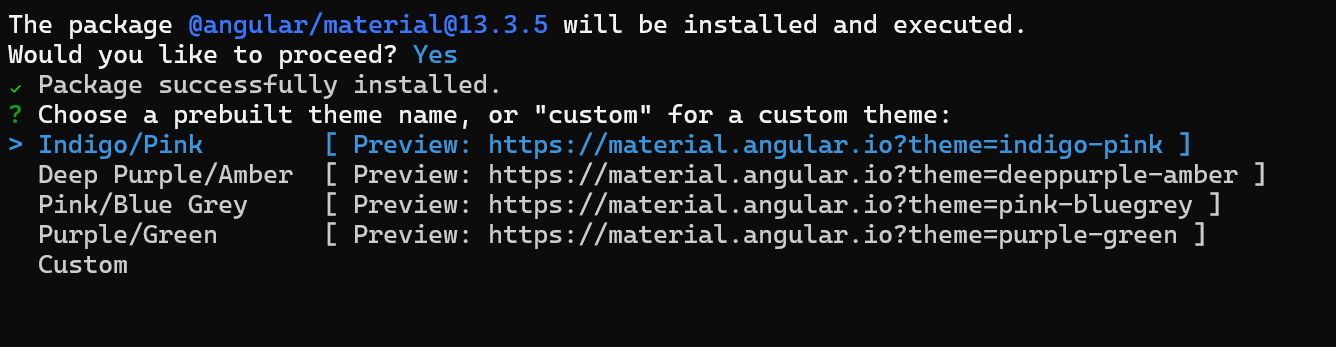 The package @angular/material@13.3.5 will be installed and executed.
Would you like to proceed? Yes
✓ Package successfully installed.
? Choose a prebuilt theme name, or "custom" for a custom theme:
> Indigo/Pink        [ Preview: https://material.angular.io?theme=indigo-pink ]
  Deep Purple/Amber  [ Preview: https://material.angular.io?theme=deeppurple-amber ]
  Pink/Blue Grey     [ Preview: https://material.angular.io?theme=pink-bluegrey ]
  Purple/Green       [ Preview: https://material.angular.io?theme=purple-green ]
  Custom